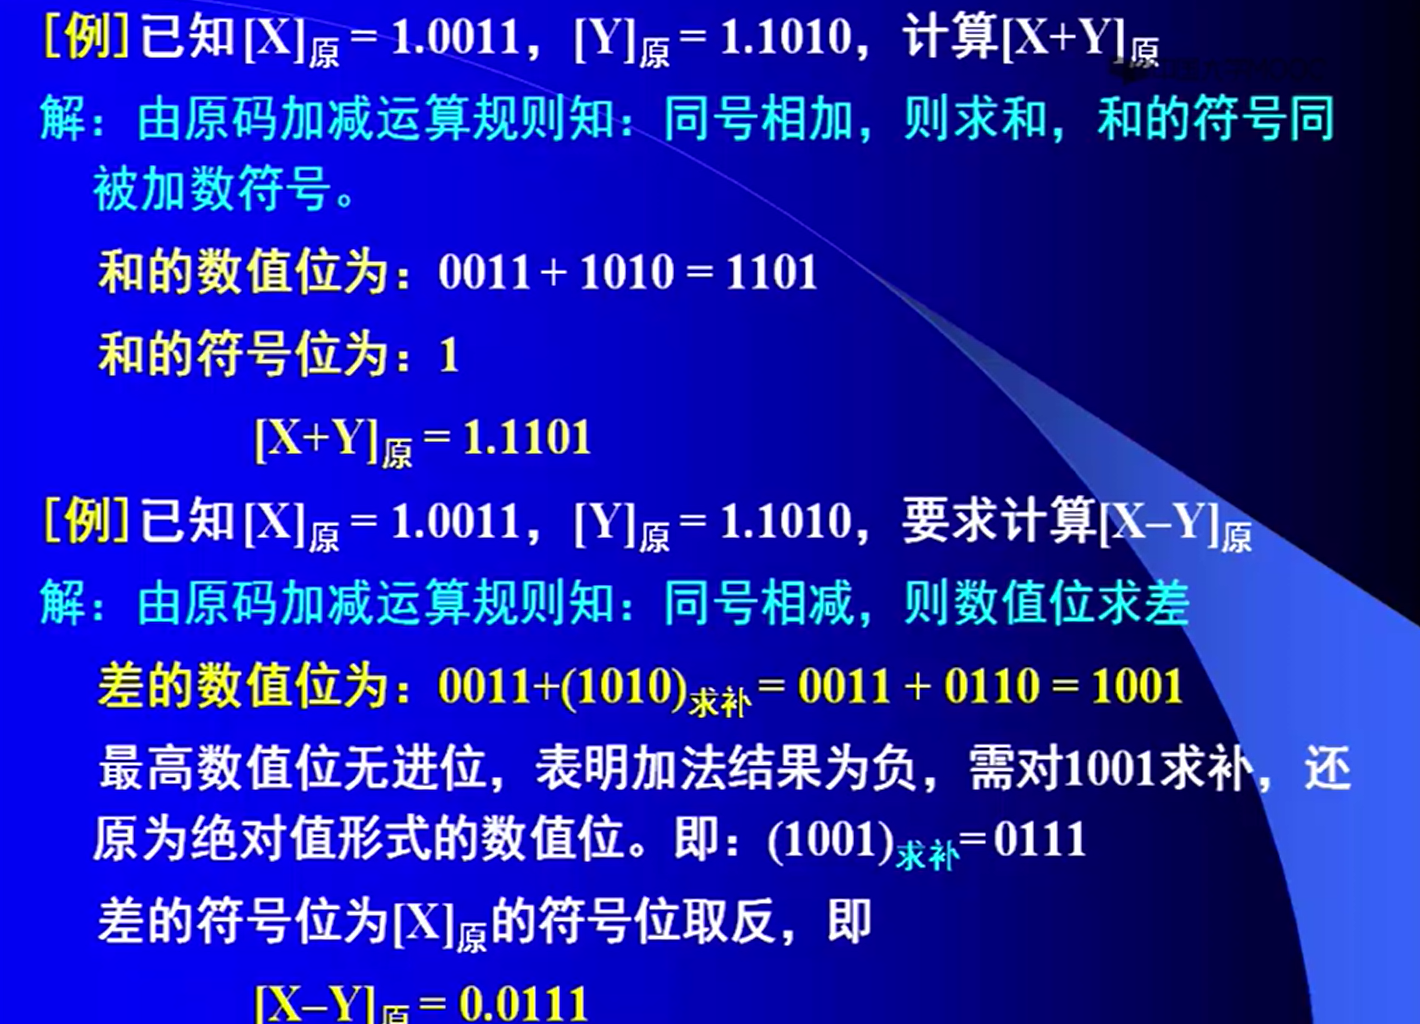 [例]已知[X]原 = 1.0011，[Y]原 = 1.1010，计算[X+Y]原
解：由原码加减运算规则知：同号相加，则求和，和的符号同
被加数符号。
和的数值位为：0011 + 1010 = 1101
和的符号位为：1
[X+Y]原 = 1.1101
[例]已知[X]原 = 1.0011，[Y]原 = 1.1010，要求计算[X–Y]原
解：由原码加减运算规则知：同号相减，则数值位求差
差的数值位为：0011+(1010)求补 = 0011 + 0110 = 1001
最高数值位无进位，表明加法结果为负，需对1001求补，还
原为绝对值形式的数值位。即：(1001)求补= 0111
差的符号位为[X]原的符号位取反，即
[X–Y]原 = 0.0111